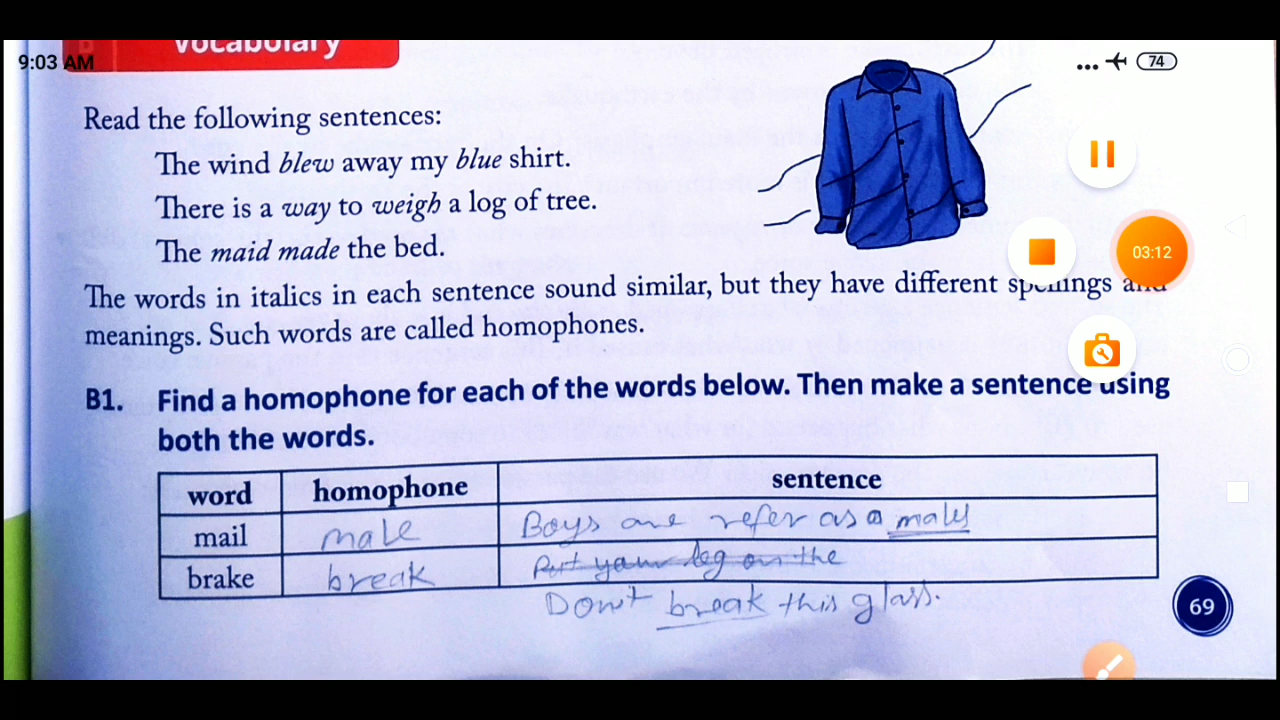 Vocabulary
9:03 AM
74
Read the following sentences:
The wind blew away my blue shirt.
There is a way to weigh a log of tree.
The maid made the bed.
03:12
The words in italics in each sentence sound similar, but they have different spellings and
meanings. Such words are called homophones.
B1. Find a homophone for each of the words below. Then make a sentence using
both the words.
word homophone sentence
mail male Boys are refer as a males
brake break Put your leg on the
Don't break this glass.
69